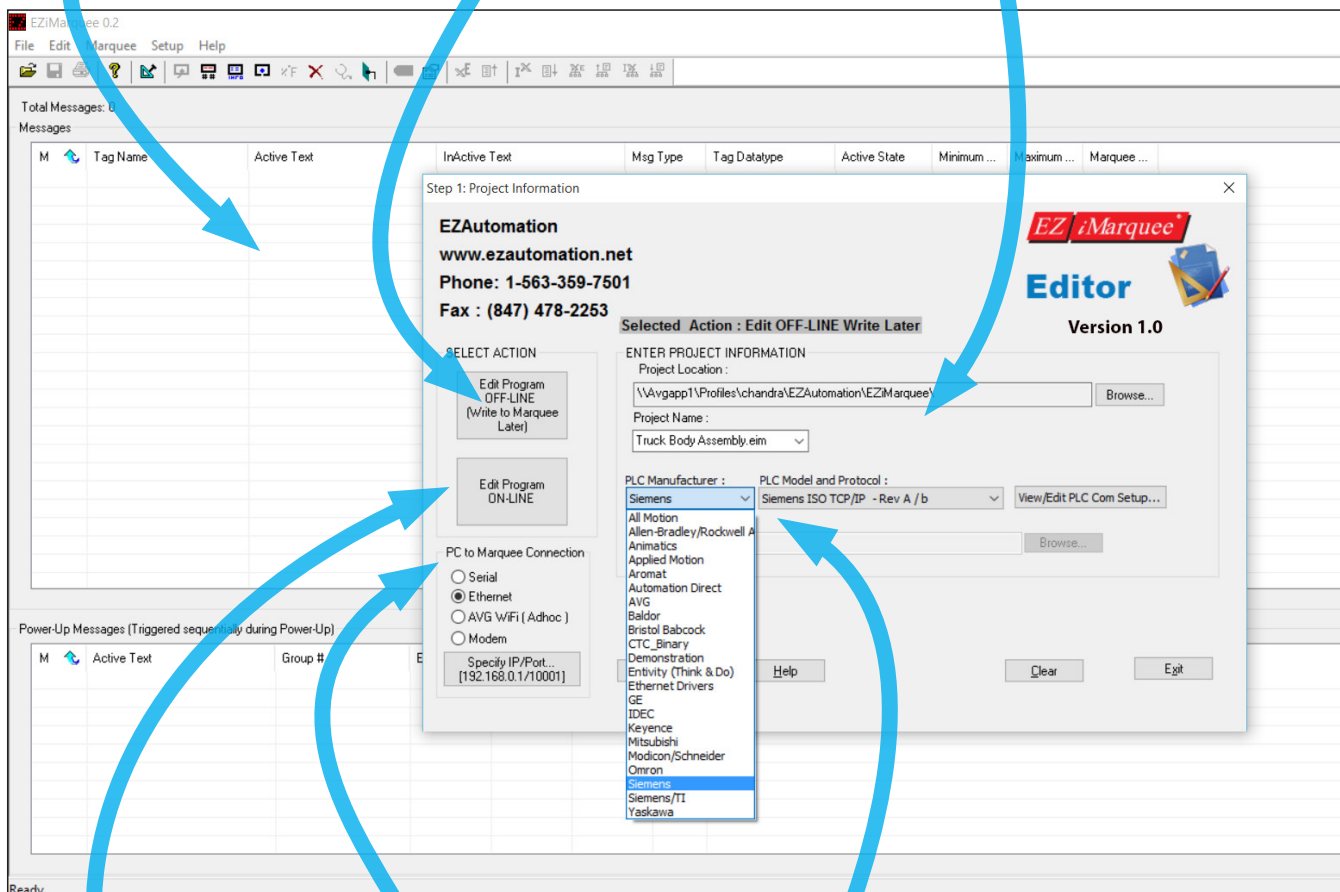 EZiMarquee 0.2
File Edit Marquee Setup Help
Total Messages: 0
Messages
M Tag Name Active Text InActive Text Msg Type Tag Datatype Active State Minimum ... Maximum ... Marquee ...
Step 1: Project Information
EZAutomation
www.ezautomation.net
Phone: 1-563-359-7501
Fax : (847) 478-2253
EZ iMarquee
Editor
Version 1.0
Selected Action : Edit OFF-LINE Write Later
SELECT ACTION
Edit Program
OFF-LINE
(Write to Marquee
Later)
Edit Program
ON-LINE
ENTER PROJECT INFORMATION
Project Location :
\\Avgapp1\Profiles\chandra\EZAutomation\EZiMarquee\
Browse...
Project Name :
Truck Body Assembly.eim
PLC Manufacturer : PLC Model and Protocol :
Siemens Siemens ISO TCP/IP - Rev A / b View/Edit PLC Com Setup...
All Motion
Allen-Bradley/Rockwell A
Animatics
Applied Motion
Aromat
Automation Direct
AVG
Baldor
Bristol Babcock
CTC_Binary
Demonstration
Entivity (Think & Do)
Ethernet Drivers
GE
IDEC
Keyence
Mitsubishi
Modicon/Schneider
Omron
Siemens
Siemens/TI
Yaskawa
Browse...
PC to Marquee Connection
Serial
Ethernet
AVG WiFi ( Adhoc )
Modem
Specify IP/Port...
[192.168.0.1/10001]
Help Clear Exit
Power-Up Messages (Triggered sequentially during Power-Up)
M Active Text Group #
Ready